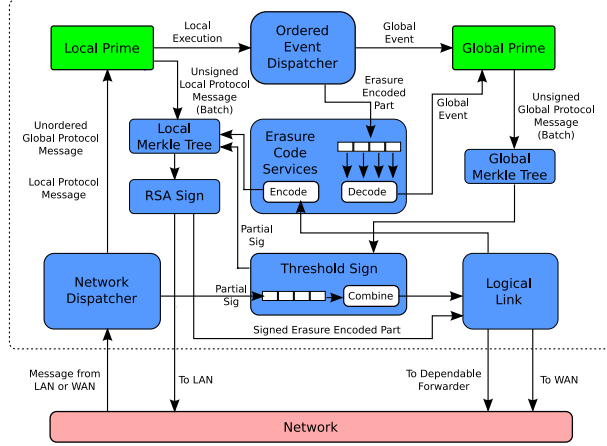 Local Prime
Local
Execution
Ordered
Event
Dispatcher
Global
Event
Global Prime
Unsigned
Local Protocol
Message
(Batch)
Erasure
Encoded
Part
Global
Event
Unsigned
Global Protocol
Message
(Batch)
Unordered
Global Protocol
Message
Local
Merkle Tree
Erasure
Code
Services
Encode
Decode
Global
Merkle Tree
Local Protocol
Message
RSA Sign
Partial
Sig
Network
Dispatcher
Partial
Sig
Threshold Sign
Combine
Logical
Link
Signed Erasure Encoded Part
Message from
LAN or WAN
To LAN
To Dependable
Forwarder
To WAN
Network